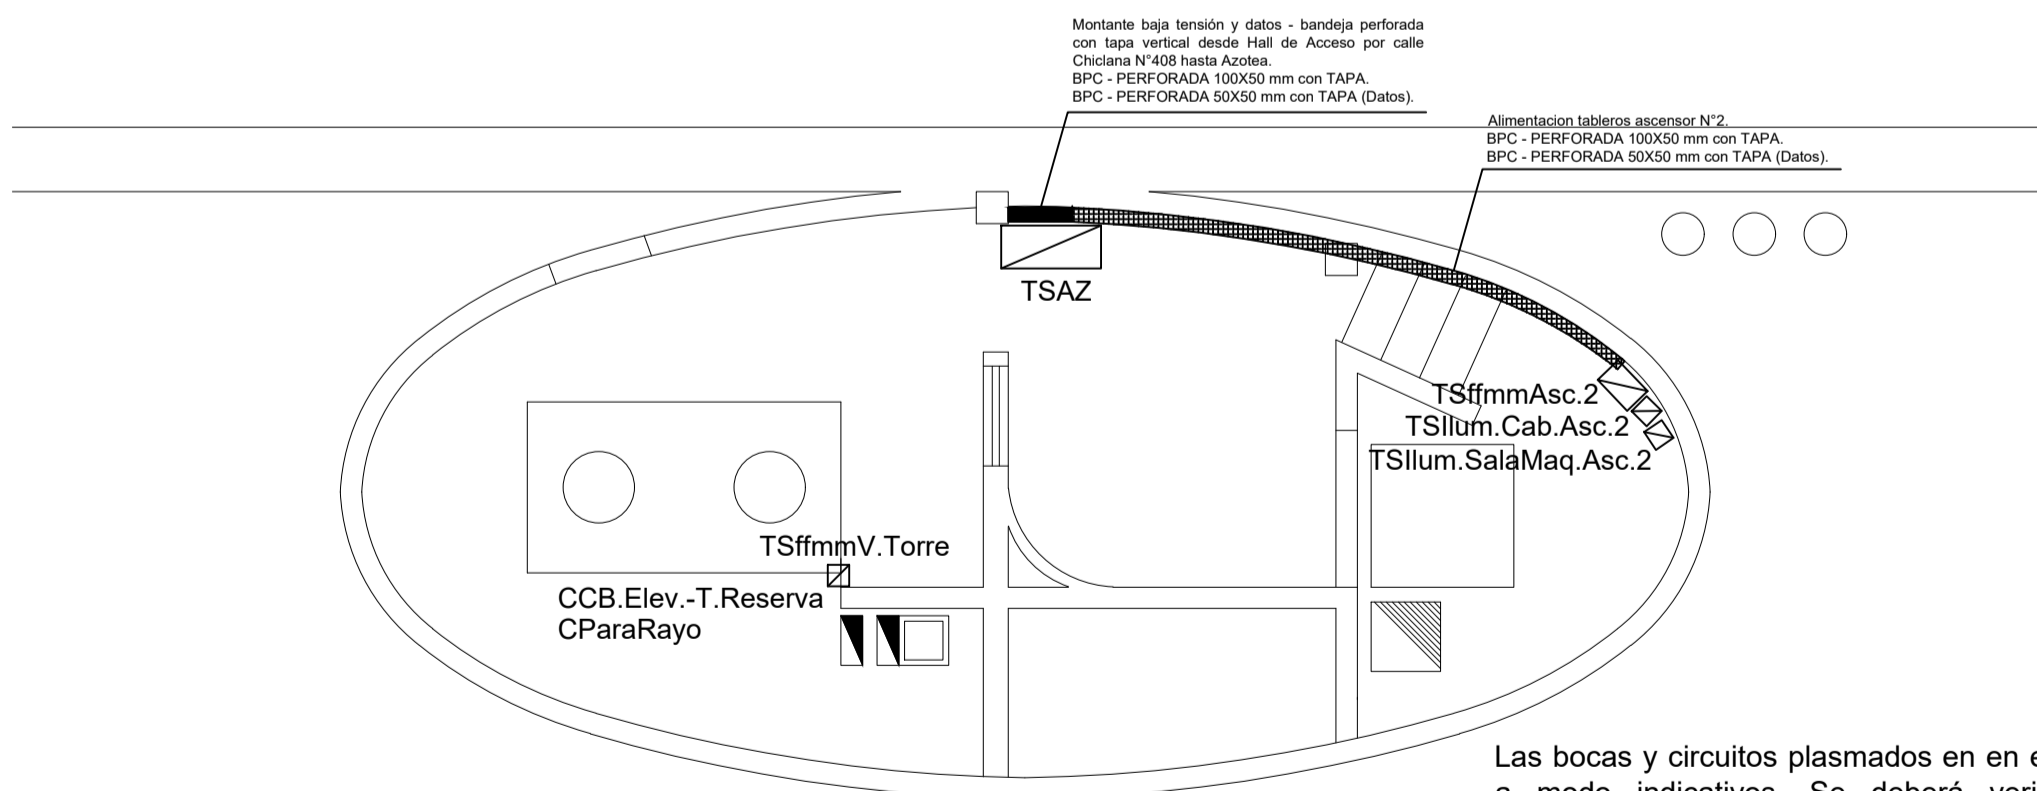 Montante baja tensión y datos - bandeja perforada
con tapa vertical desde Hall de Acceso por calle
Chiclana N°408 hasta Azotea.
BPC - PERFORADA 100X50 mm con TAPA.
BPC - PERFORADA 50X50 mm con TAPA (Datos).
Alimentacion tableros ascensor N°2.
BPC - PERFORADA 100X50 mm con TAPA.
BPC - PERFORADA 50X50 mm con TAPA (Datos).
TSAZ
TSffmmAsc.2
TSIlum.Cab.Asc.2
TSIlum.SalaMaq.Asc.2
TSffmmV.Torre
CCB.Elev.-T.Reserva
CParaRayo
Las bocas y circuitos plasmados en en
a modo indicativos. Se deberá